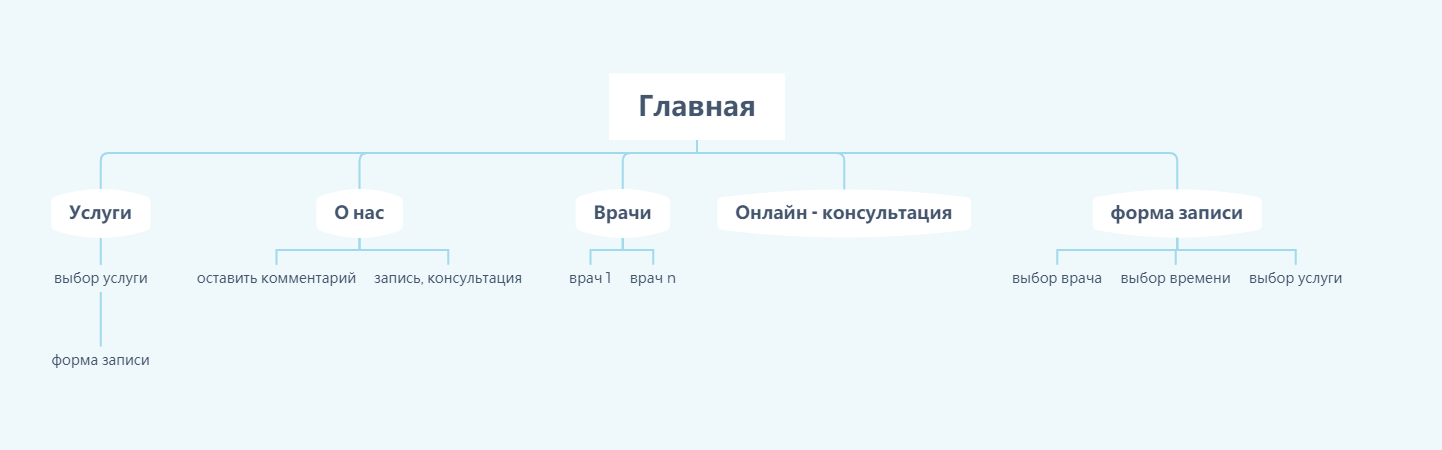 Главная
Услуги
О нас
Врачи
Онлайн - консультация
форма записи
выбор услуги
оставить комментарий
запись, консультация
врач 1
врач n
выбор врача
выбор времени
выбор услуги
форма записи